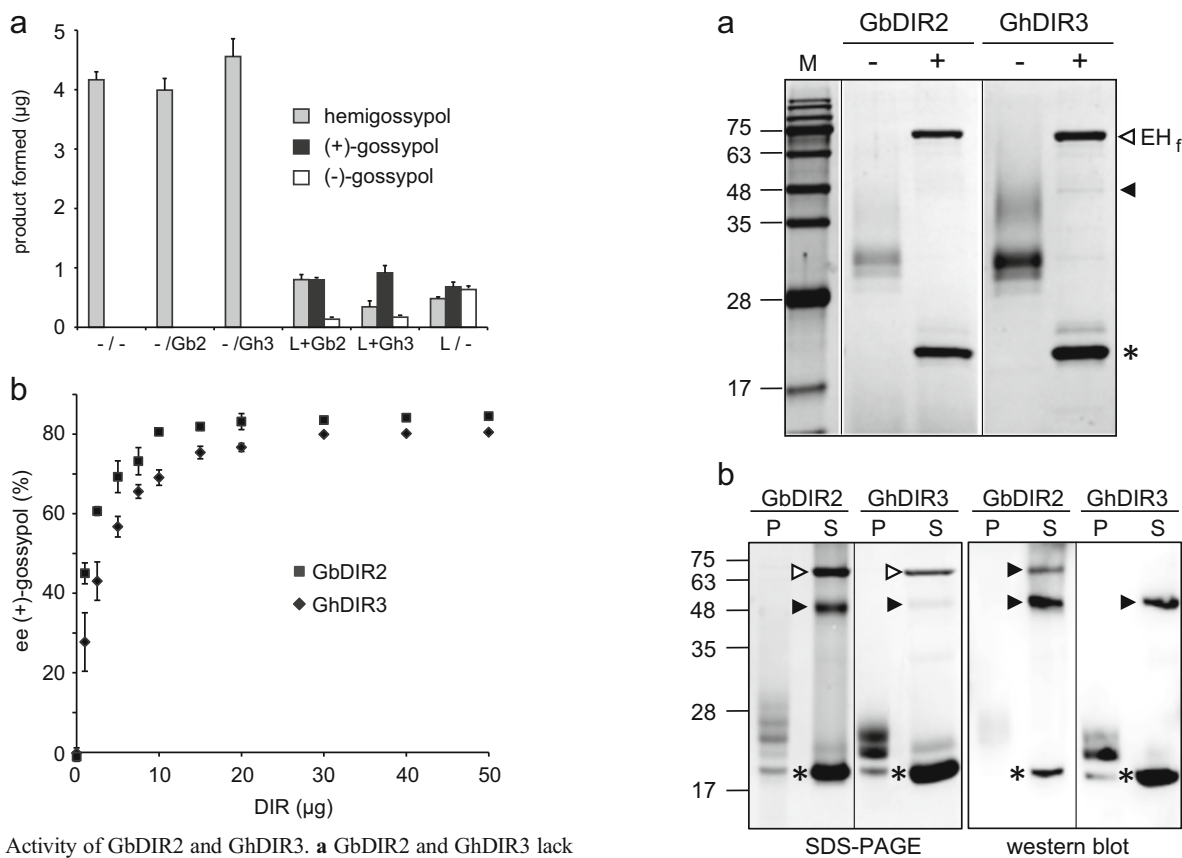 a
5
4
3
2
1
0
product formed (µg)
hemigossypol
(+)-gossypol
(-)-gossypol
- / -
- /Gb2
- /Gh3
L+Gb2
L+Gh3
L / -
b
80
60
40
20
0
ee (+)-gossypol (%)
GbDIR2
GhDIR3
0
10
20
30
40
50
DIR (µg)
Activity of GbDIR2 and GhDIR3. a GbDIR2 and GhDIR3 lack
a
GbDIR2 GhDIR3
M - + - +
75
63
48
35
28
17
EHf
*
b
GbDIR2 GhDIR3 GbDIR2 GhDIR3
P S P S P S P S
75
63
48
35
28
17
* * * *
SDS-PAGE western blot